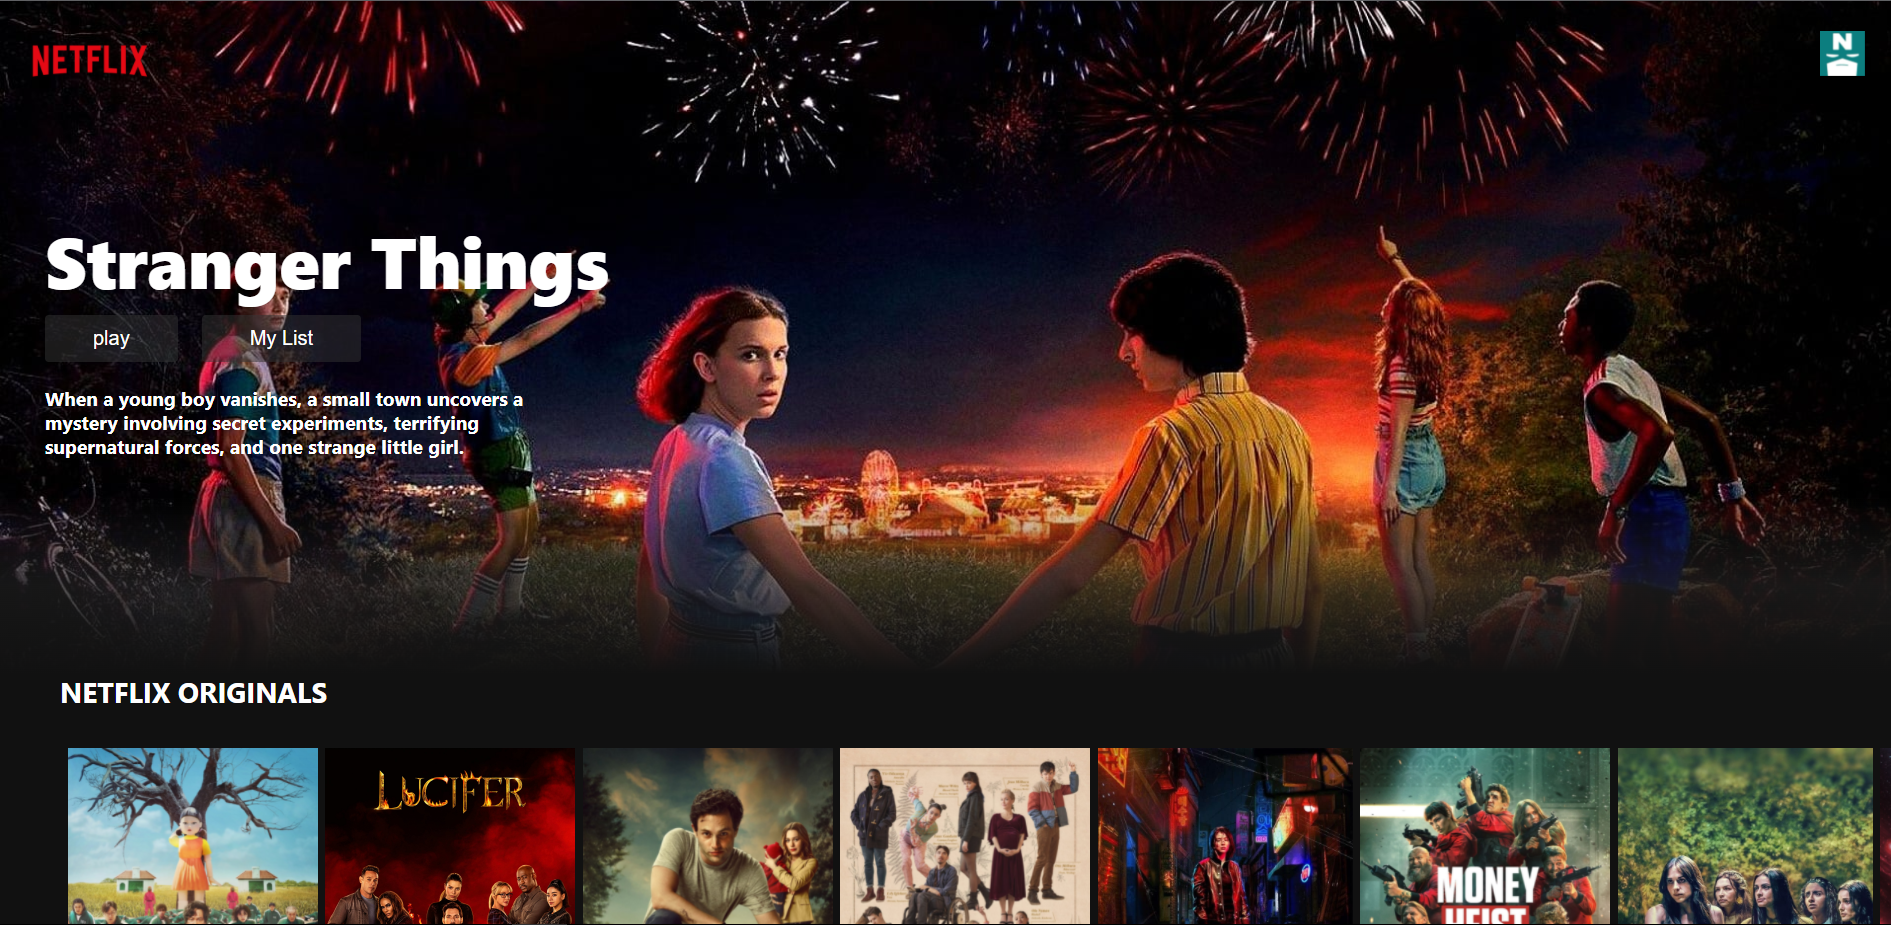 NETFLIX
N
Stranger Things
play
My List
When a young boy vanishes, a small town uncovers a
mystery involving secret experiments, terrifying
supernatural forces, and one strange little girl.
NETFLIX ORIGINALS
LUCIFER
MONEY
HEIST